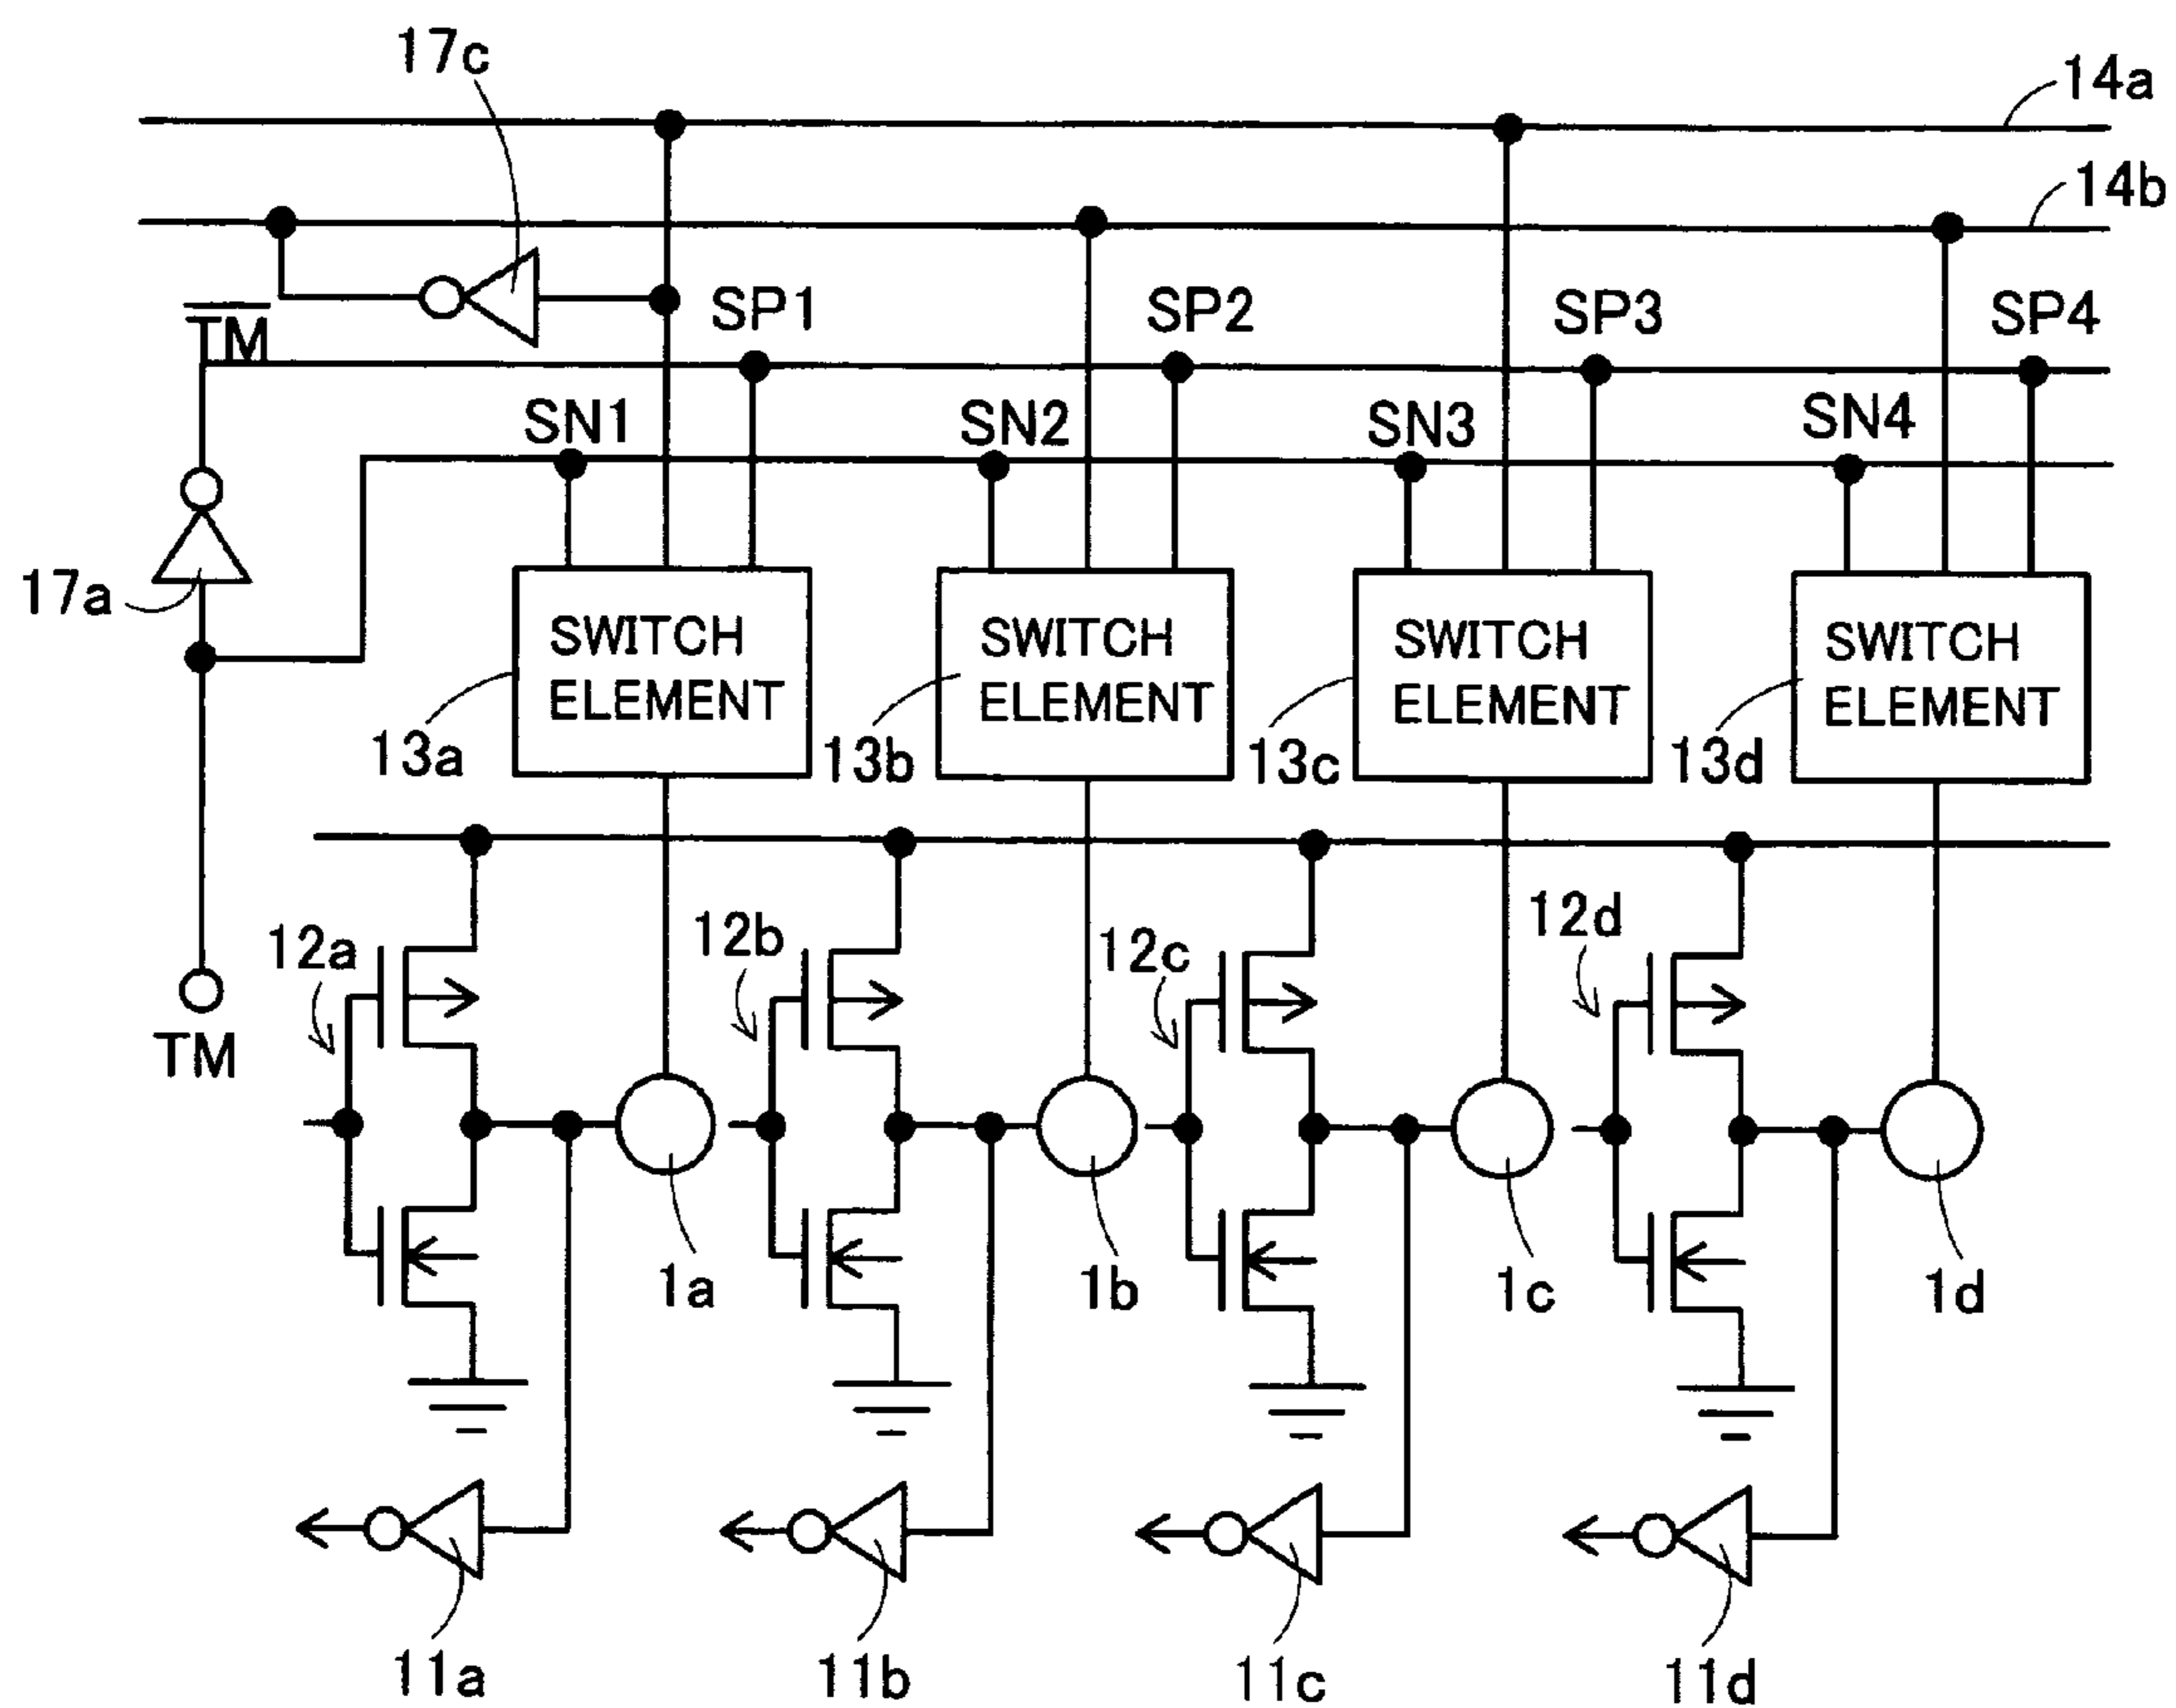 17c
14a
14b
TM
SP1
SP2
SP3
SP4
SN1
SN2
SN3
SN4
17a
SWITCH
ELEMENT
SWITCH
ELEMENT
SWITCH
ELEMENT
SWITCH
ELEMENT
13a
13b
13c
13d
12a
12b
12c
12d
TM
1a
1b
1c
1d
11a
11b
11c
11d